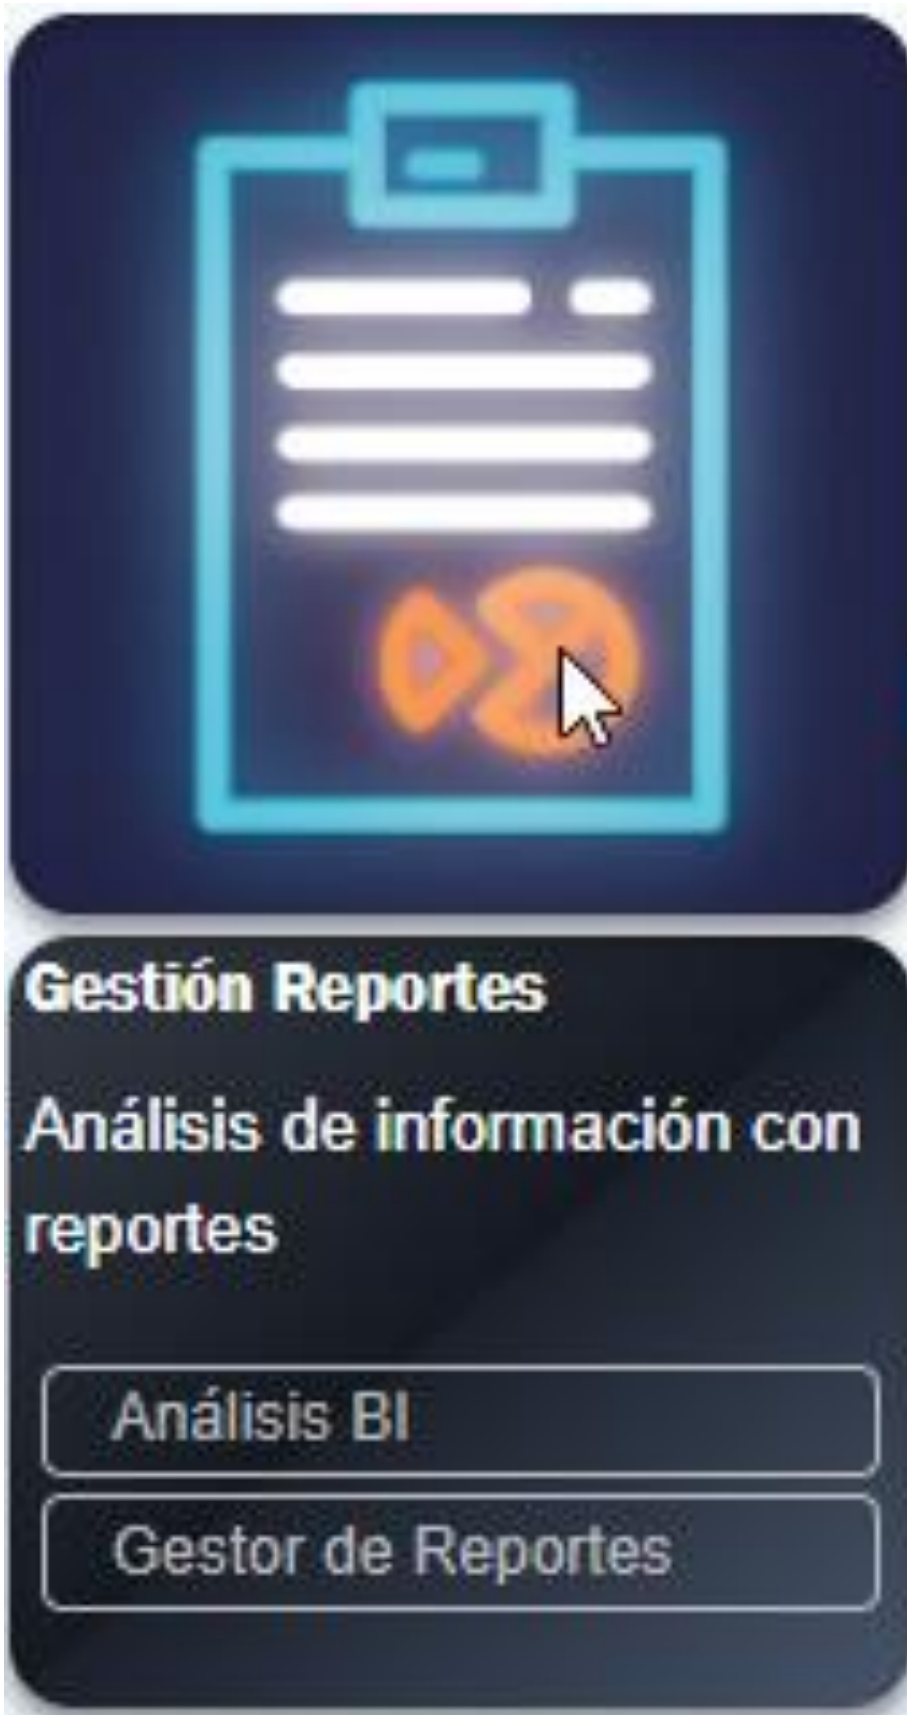 Gestión Reportes
Análisis de información con
reportes
Análisis BI
Gestor de Reportes